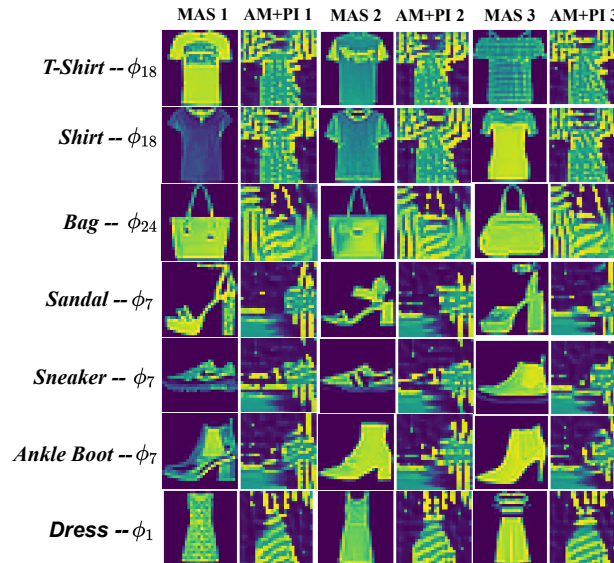 MAS 1 AM+PI 1 MAS 2 AM+PI 2 MAS 3 AM+PI 3
T-Shirt -- ϕ18
Shirt -- ϕ18
Bag -- ϕ24
Sandal -- ϕ7
Sneaker -- ϕ7
Ankle Boot -- ϕ7
Dress -- ϕ1